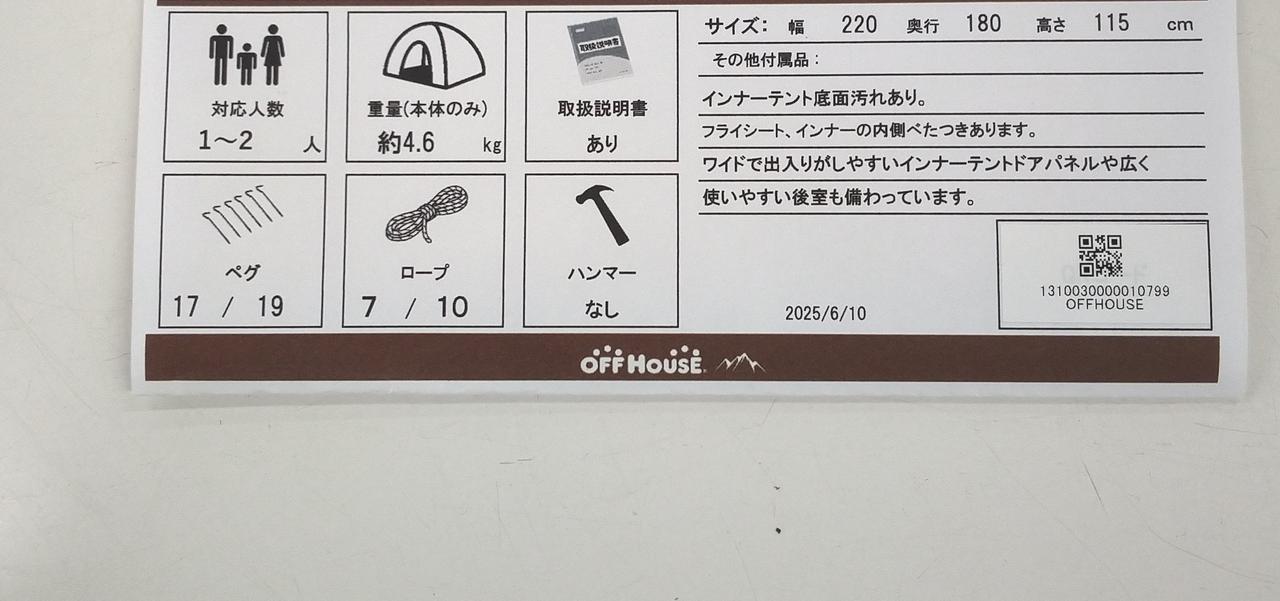 対応人数
1～2 人
重量(本体のみ)
約4.6 kg
取扱説明書
取扱説明書
あり
ペグ
17 / 19
ロープ
7 / 10
ハンマー
なし
サイズ: 幅 220 奥行 180 高さ 115 cm
その他付属品：
インナーテント底面汚れあり。
フライシート、インナーの内側べたつきあります。
ワイドで出入りがしやすいインナーテントドアパネルや広く
使いやすい後室も備わっています。
2025/6/10
1310030000010799
OFFHOUSE
OFF HOUSE